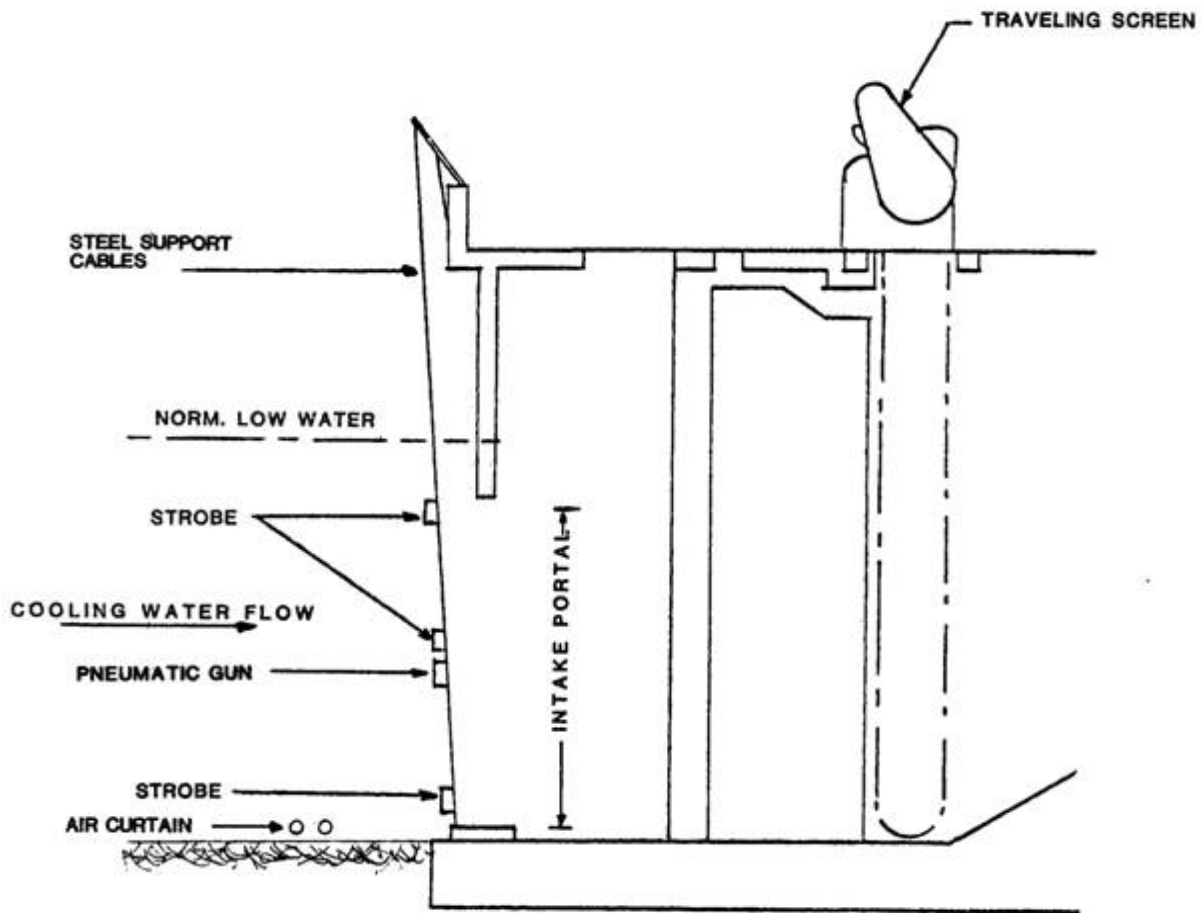 TRAVELING SCREEN
STEEL SUPPORT
CABLES
NORM. LOW WATER
STROBE
COOLING WATER FLOW
INTAKE PORTAL
PNEUMATIC GUN
STROBE
AIR CURTAIN